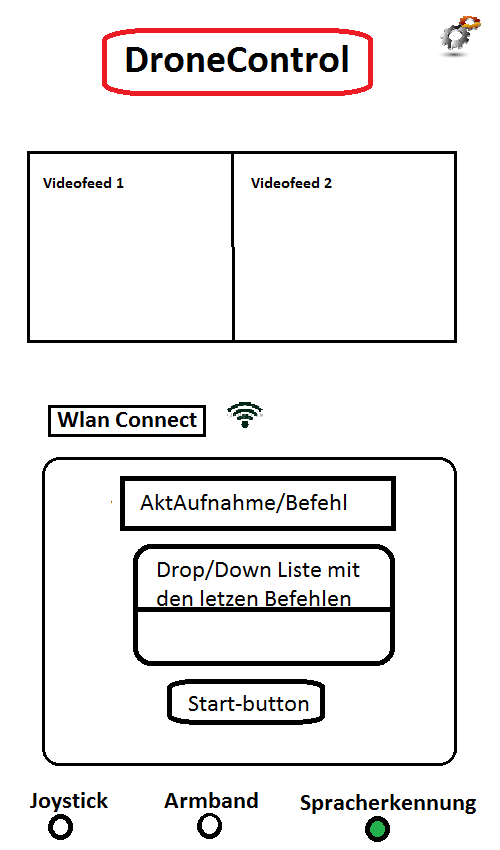 DroneControl
Videofeed 1
Videofeed 2
Wlan Connect
AktAufnahme/Befehl
Drop/Down Liste mit
den letzen Befehlen
Start-button
Joystick
Armband
Spracherkennung